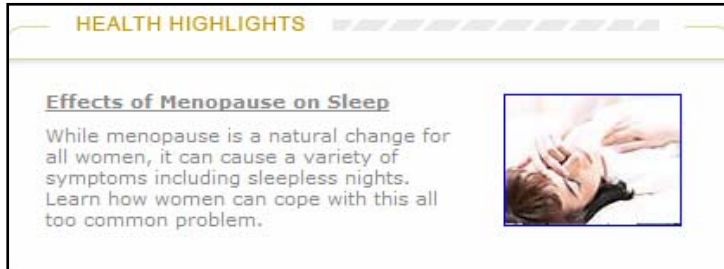 HEALTH HIGHLIGHTS
Effects of Menopause on Sleep
While menopause is a natural change for
all women, it can cause a variety of
symptoms including sleepless nights.
Learn how women can cope with this all
too common problem.